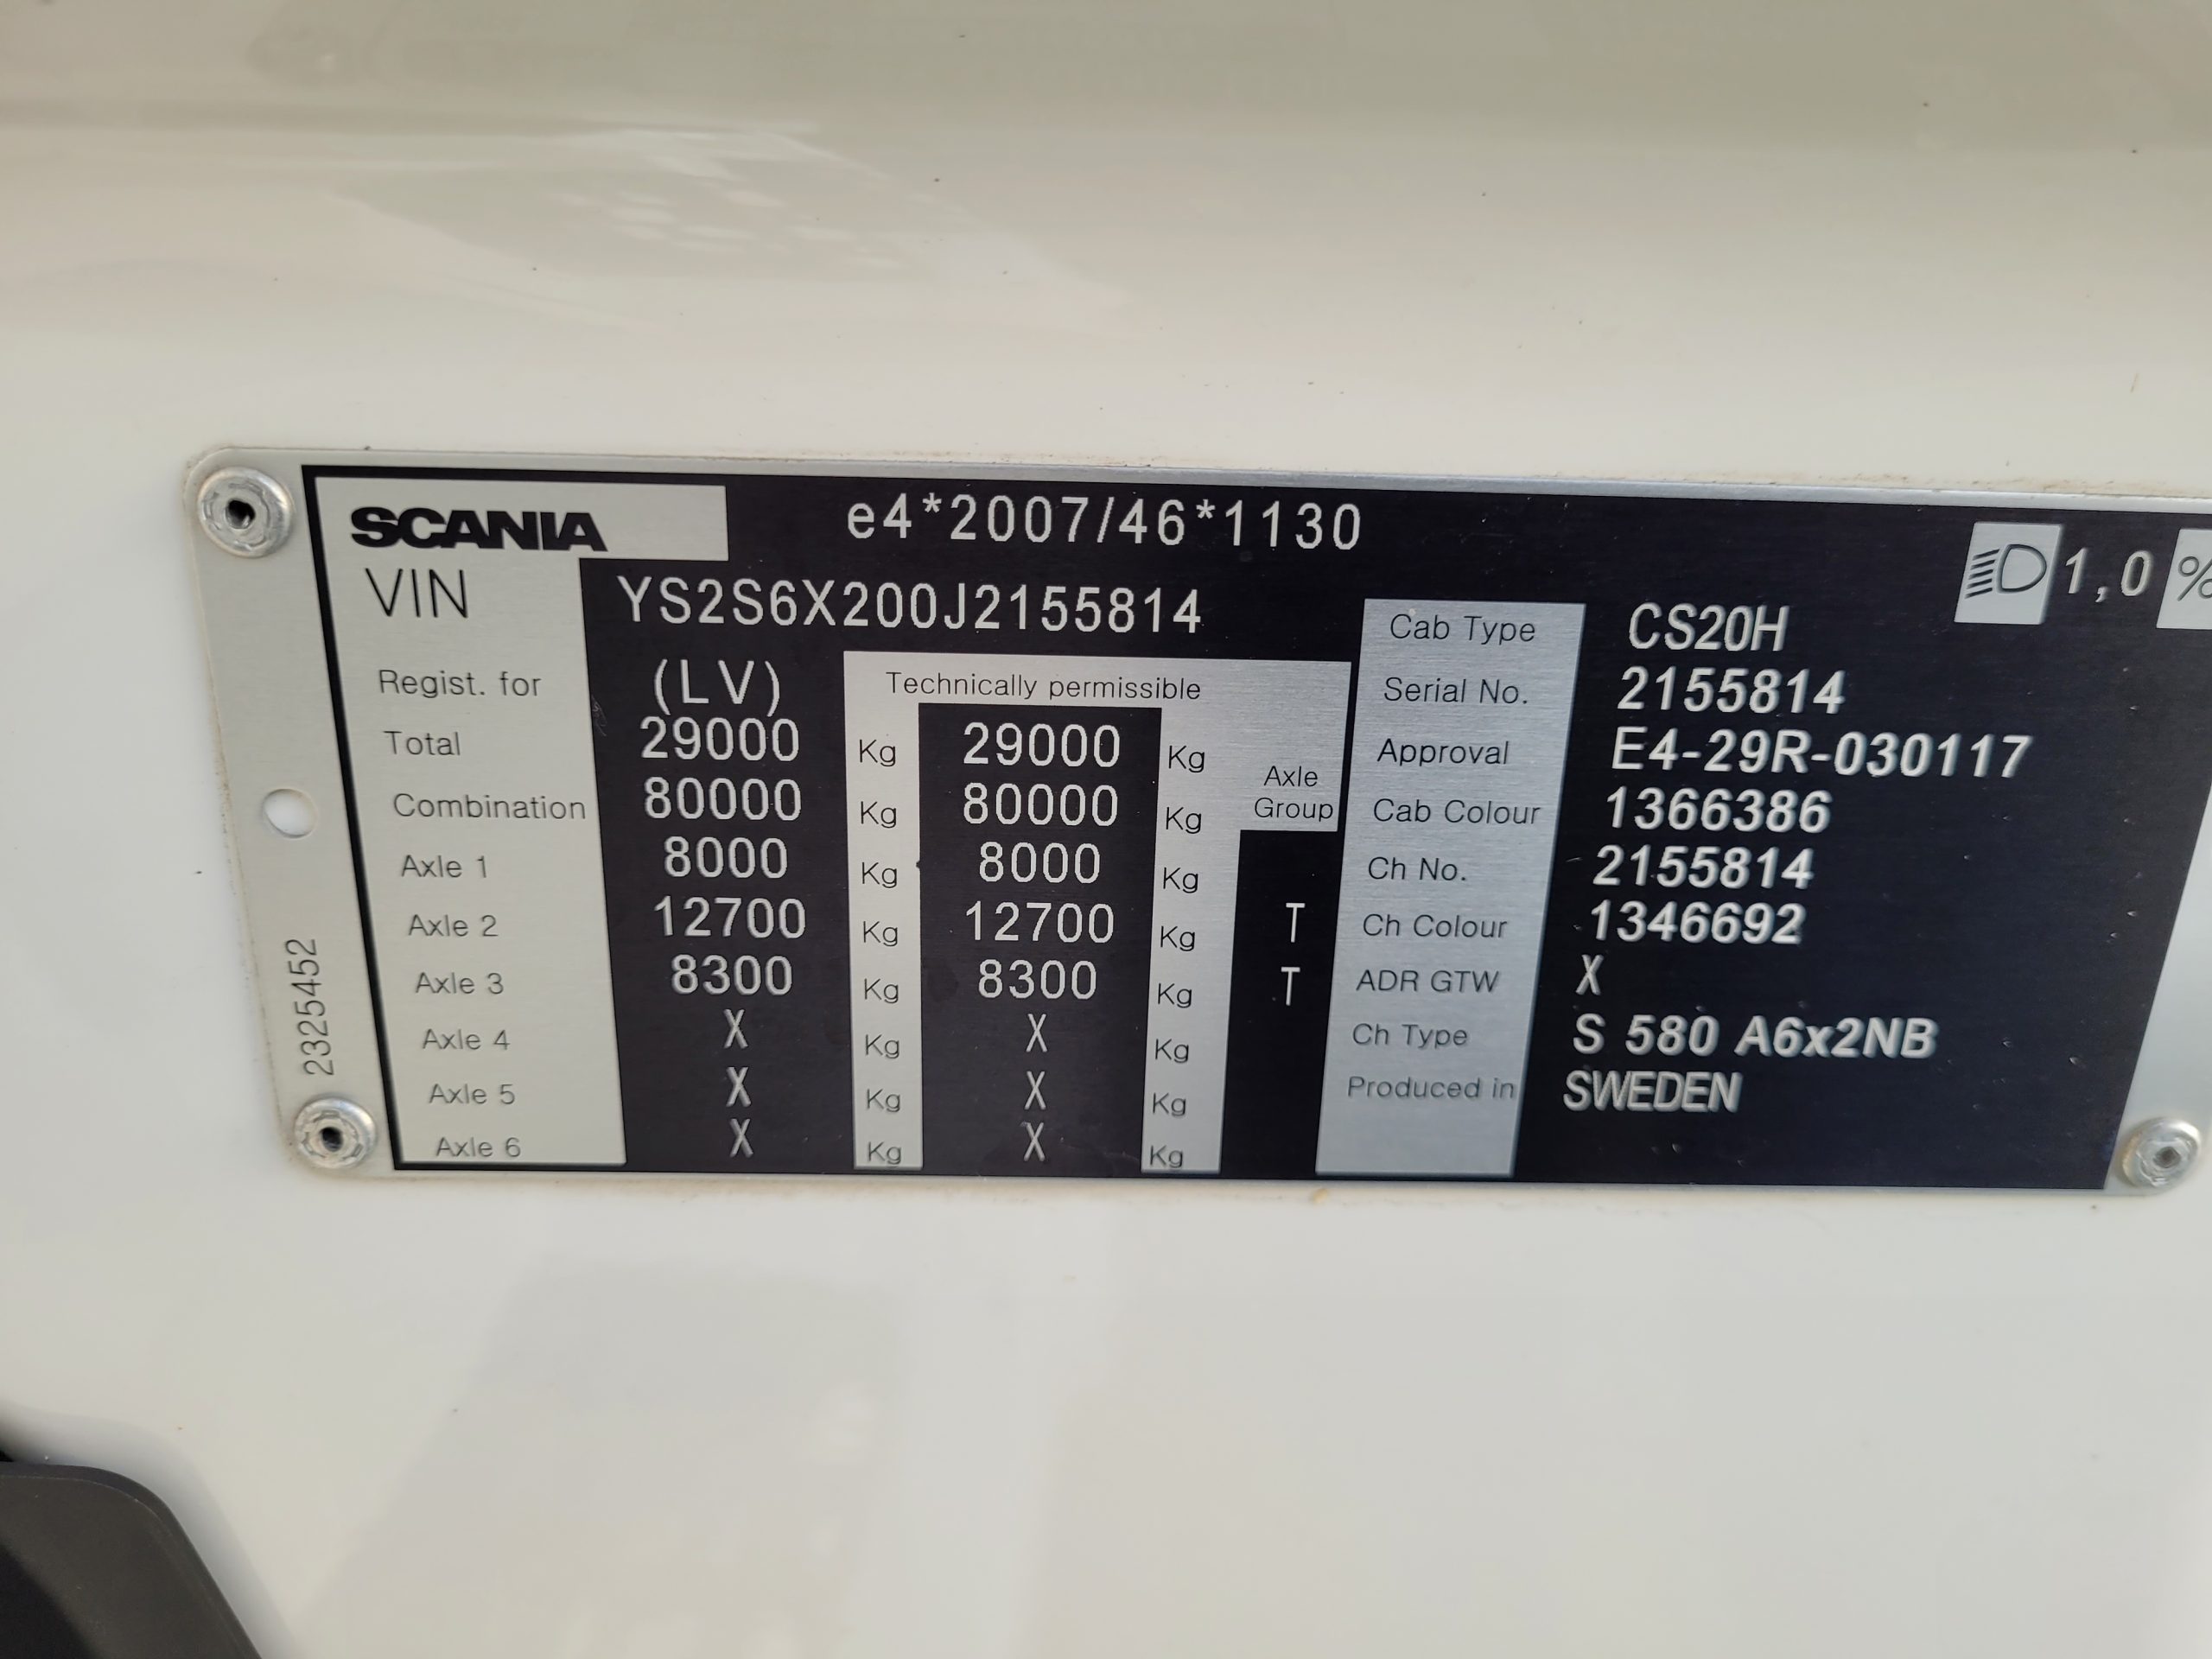 SCANIA e4*2007/46*1130
1,0 %
VIN YS2S6X200J2155814
Regist. for (LV) Technically permissible
Total 29000 Kg 29000 Kg
Combination 80000 Kg 80000 Kg Axle Group
Axle 1 8000 Kg 8000 Kg
Axle 2 12700 Kg 12700 Kg T
Axle 3 8300 Kg 8300 Kg T
Axle 4 X Kg X Kg
Axle 5 X Kg X Kg
Axle 6 X Kg X Kg
Cab Type CS20H
Serial No. 2155814
Approval E4-29R-030117
Cab Colour 1366386
Ch No. 2155814
Ch Colour 1346692
ADR GTW X
Ch Type S 580 A6x2NB
Produced in SWEDEN
2325452